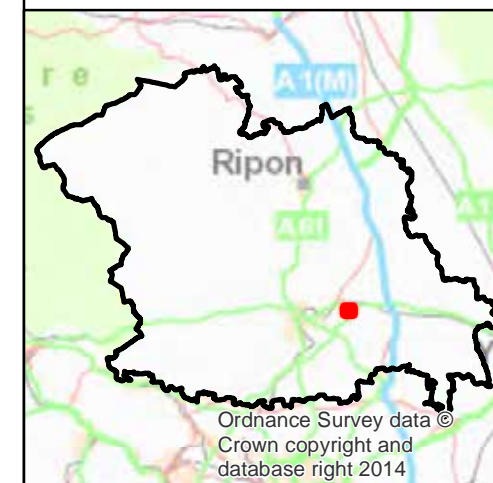 r e
A1(M)
Ripon
A61
A1
Ordnance Survey data ©
Crown copyright and
database right 2014